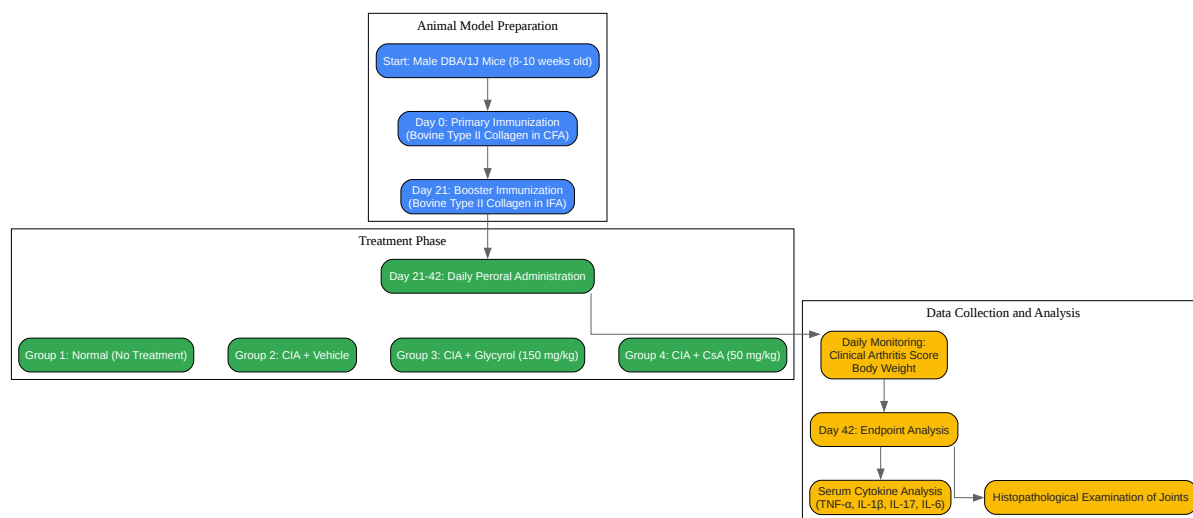 Animal Model Preparation
Start: Male DBA/1J Mice (8-10 weeks old)
Day 0: Primary Immunization
(Bovine Type II Collagen in CFA)
Day 21: Booster Immunization
(Bovine Type II Collagen in IFA)
Treatment Phase
Day 21-42: Daily Peroral Administration
Group 1: Normal (No Treatment)
Group 2: CIA + Vehicle
Group 3: CIA + Glycyrol (150 mg/kg)
Group 4: CIA + CsA (50 mg/kg)
Data Collection and Analysis
Daily Monitoring:
Clinical Arthritis Score
Body Weight
Day 42: Endpoint Analysis
Serum Cytokine Analysis
(TNF-α, IL-1β, IL-17, IL-6)
Histopathological Examination of Joints